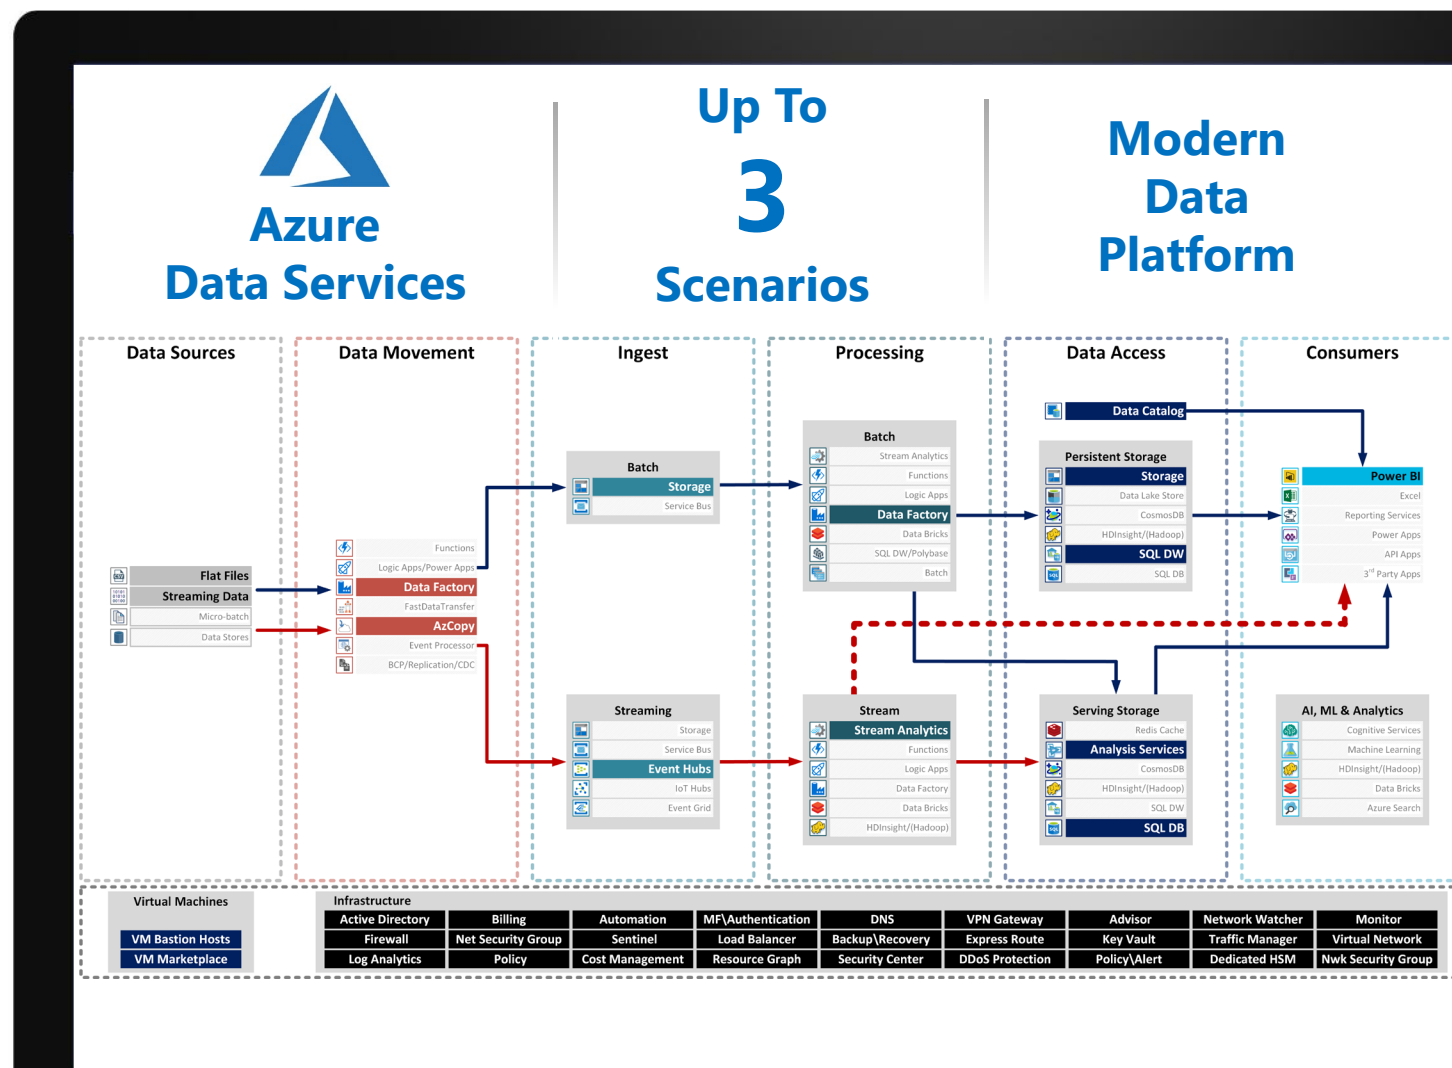 Azure
Data Services
Up To
3
Scenarios
Modern
Data
Platform
Data Sources
Flat Files
Streaming Data
Micro-batch
Data Stores
Data Movement
Functions
Logic Apps/Power Apps
Data Factory
FastDataTransfer
AzCopy
Event Processor
BCP/Replication/CDC
Ingest
Batch
Storage
Service Bus
Streaming
Storage
Service Bus
Event Hubs
IoT Hubs
Event Grid
Processing
Batch
Stream Analytics
Functions
Logic Apps
Data Factory
Data Bricks
SQL DW/Polybase
Batch
Stream
Stream Analytics
Functions
Logic Apps
Data Factory
Data Bricks
HDInsight/(Hadoop)
Data Access
Data Catalog
Persistent Storage
Storage
Data Lake Store
CosmosDB
HDInsight/(Hadoop)
SQL DW
SQL DB
Serving Storage
Redis Cache
Analysis Services
CosmosDB
HDInsight/(Hadoop)
SQL DW
SQL DB
Consumers
Power BI
Excel
Reporting Services
Power Apps
API Apps
3rd Party Apps
AI, ML & Analytics
Cognitive Services
Machine Learning
HDInsight/(Hadoop)
Data Bricks
Azure Search
Virtual Machines
VM Bastion Hosts
VM Marketplace
Infrastructure
Active Directory Billing Automation MF\Authentication DNS VPN Gateway Advisor Network Watcher Monitor
Firewall Net Security Group Sentinel Load Balancer Backup\Recovery Express Route Key Vault Traffic Manager Virtual Network
Log Analytics Policy Cost Management Resource Graph Security Center DDoS Protection Policy\Alert Dedicated HSM Nwk Security Group